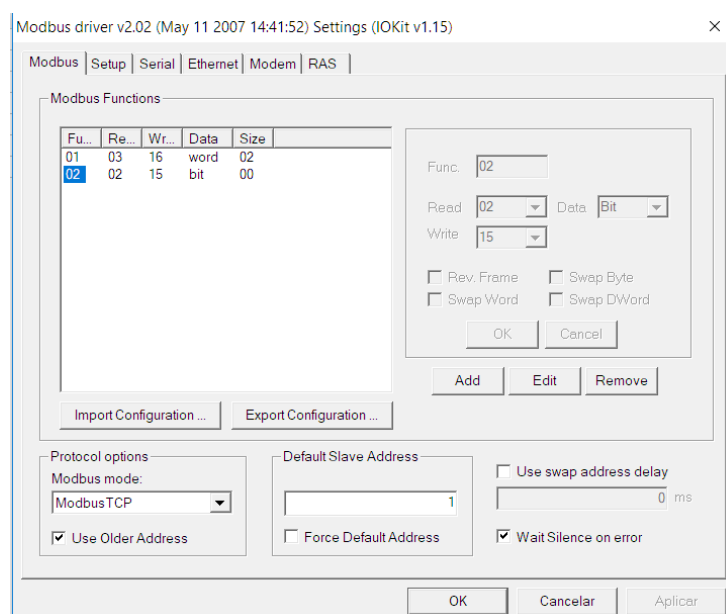 Modbus driver v2.02 (May 11 2007 14:41:52) Settings (IOKit v1.15)
Modbus Setup Serial Ethernet Modem RAS
Modbus Functions
Fu... Re... Wr... Data Size
01 03 16 word 02
02 02 15 bit 00
Func. 02
Read 02 Data Bit
Write 15
Rev. Frame Swap Byte
Swap Word Swap DWord
OK Cancel
Add Edit Remove
Import Configuration ... Export Configuration ...
Protocol options
Modbus mode:
ModbusTCP
Use Older Address
Default Slave Address
1
Force Default Address
Use swap address delay
0 ms
Wait Silence on error
OK Cancelar Aplicar